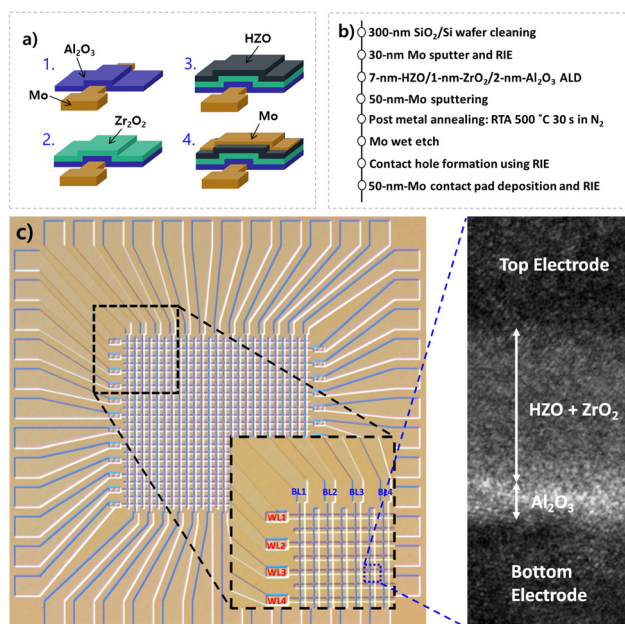 a)
Al₂O₃
HZO
1.
3.
Mo
Zr₂O₂
Mo
2.
4.
b)
300-nm SiO₂/Si wafer cleaning
30-nm Mo sputter and RIE
7-nm-HZO/1-nm-ZrO₂/2-nm-Al₂O₃ ALD
50-nm-Mo sputtering
Post metal annealing: RTA 500 ˚C 30 s in N₂
Mo wet etch
Contact hole formation using RIE
50-nm-Mo contact pad deposition and RIE
c)
BL1 BL2 BL3 BL4
WL1
WL2
WL3
WL4
Top Electrode
HZO + ZrO₂
Al₂O₃
Bottom
Electrode